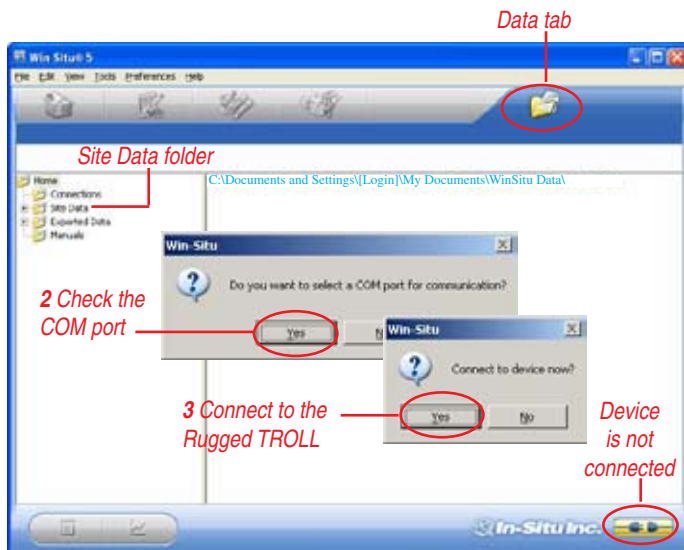 Data tab
Win-Situ® 5
File Edit View Tools Preferences Help
Site Data folder
Home
Connections
Site Data
Exported Data
Manuals
C:\Documents and Settings\[Login]\My Documents\WinSitu Data\
Win-Situ
Do you want to select a COM port for communication?
2 Check the
COM port
Yes
N
Win-Situ
Connect to device now?
3 Connect to the
Rugged TROLL
Yes
No
Device
is not
connected
In-Situ Inc.